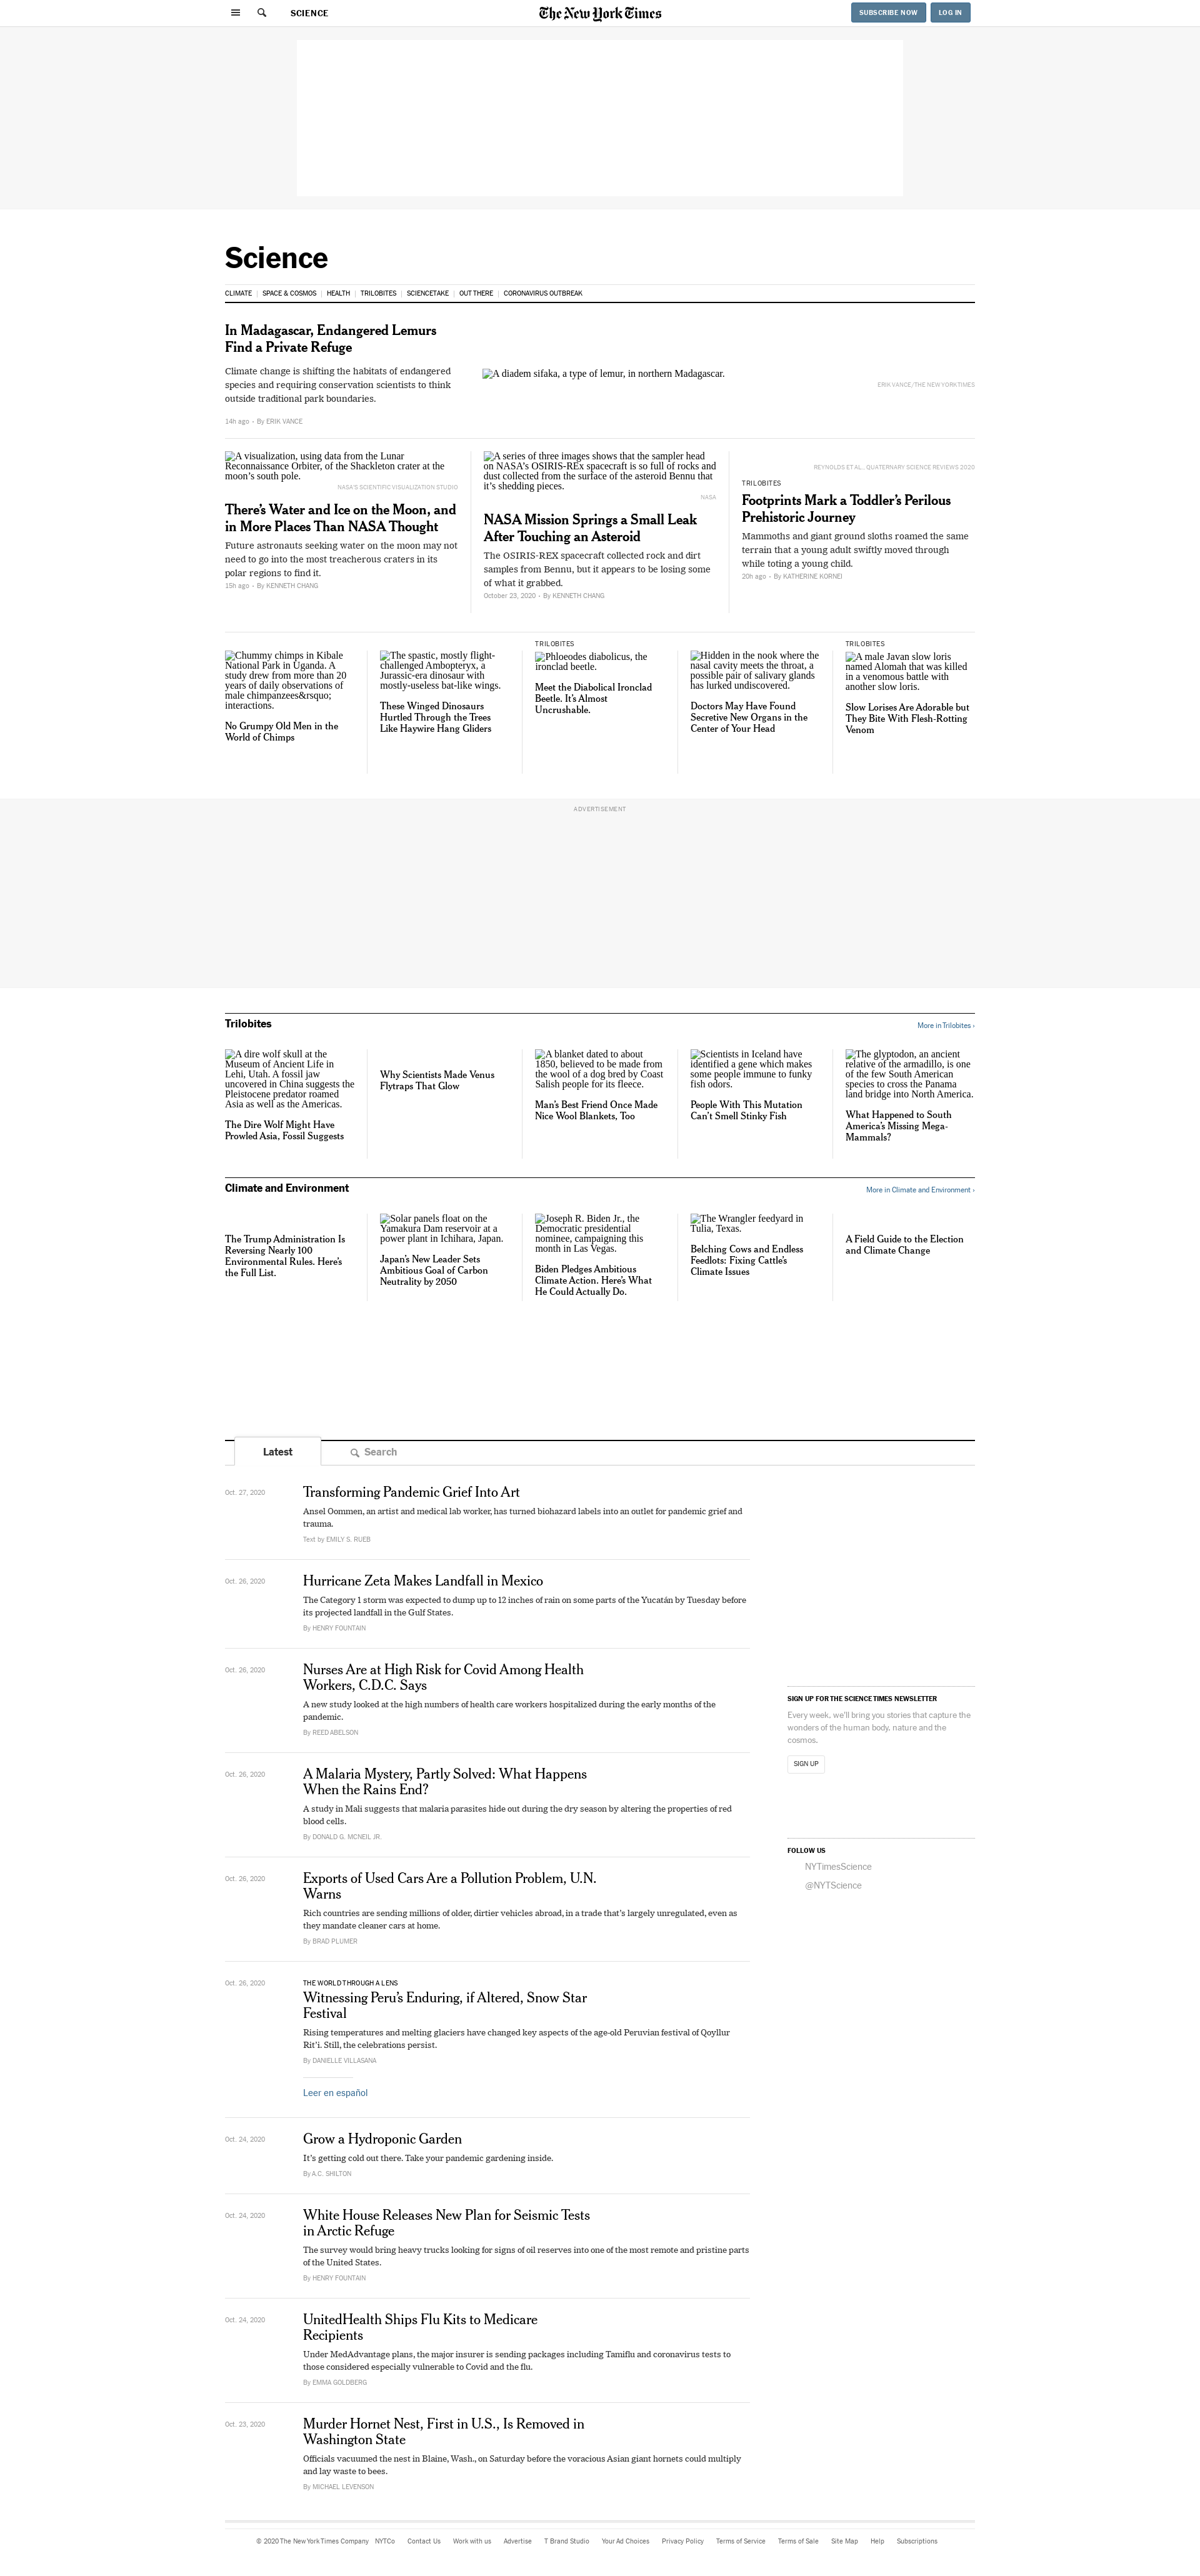 SCIENCE
The New York Times
SUBSCRIBE NOW
LOG IN
Science
CLIMATE
SPACE & COSMOS
HEALTH
TRILOBITES
SCIENCETAKE
OUT THERE
CORONAVIRUS OUTBREAK
In Madagascar, Endangered Lemurs
Find a Private Refuge
Climate change is shifting the habitats of endangered
species and requiring conservation scientists to think
outside traditional park boundaries.
14h ago • By ERIK VANCE
A diadem sifaka, a type of lemur, in northern Madagascar.
ERIK VANCE/THE NEW YORK TIMES
A visualization, using data from the Lunar
Reconnaissance Orbiter, of the Shackleton crater at the
moon’s south pole.
NASA'S SCIENTIFIC VISUALIZATION STUDIO
There’s Water and Ice on the Moon, and
in More Places Than NASA Thought
Future astronauts seeking water on the moon may not
need to go into the most treacherous craters in its
polar regions to find it.
15h ago • By KENNETH CHANG
A series of three images shows that the sampler head
on NASA’s OSIRIS-REx spacecraft is so full of rocks and
dust collected from the surface of the asteroid Bennu that
it’s shedding pieces.
NASA
NASA Mission Springs a Small Leak
After Touching an Asteroid
The OSIRIS-REX spacecraft collected rock and dirt
samples from Bennu, but it appears to be losing some
of what it grabbed.
October 23, 2020 • By KENNETH CHANG
REYNOLDS ET AL., QUATERNARY SCIENCE REVIEWS 2020
TRILOBITES
Footprints Mark a Toddler’s Perilous
Prehistoric Journey
Mammoths and giant ground sloths roamed the same
terrain that a young adult swiftly moved through
while toting a young child.
20h ago • By KATHERINE KORNEI
Chummy chimps in Kibale
National Park in Uganda. A
study drew from more than 20
years of daily observations of
male chimpanzees&rsquo;
interactions.
No Grumpy Old Men in the
World of Chimps
The spastic, mostly flight-
challenged Ambopteryx, a
Jurassic-era dinosaur with
mostly-useless bat-like wings.
These Winged Dinosaurs
Hurtled Through the Trees
Like Haywire Hang Gliders
TRILOBITES
Phloeodes diabolicus, the
ironclad beetle.
Meet the Diabolical Ironclad
Beetle. It’s Almost
Uncrushable.
Hidden in the nook where the
nasal cavity meets the throat, a
possible pair of salivary glands
has lurked undiscovered.
Doctors May Have Found
Secretive New Organs in the
Center of Your Head
TRILOBITES
A male Javan slow loris
named Alomah that was killed
in a venomous battle with
another slow loris.
Slow Lorises Are Adorable but
They Bite With Flesh-Rotting
Venom
ADVERTISEMENT
Trilobites
More in Trilobites ›
A dire wolf skull at the
Museum of Ancient Life in
Lehi, Utah. A fossil jaw
uncovered in China suggests the
Pleistocene predator roamed
Asia as well as the Americas.
The Dire Wolf Might Have
Prowled Asia, Fossil Suggests
Why Scientists Made Venus
Flytraps That Glow
A blanket dated to about
1850, believed to be made from
the wool of a dog bred by Coast
Salish people for its fleece.
Man’s Best Friend Once Made
Nice Wool Blankets, Too
Scientists in Iceland have
identified a gene which makes
some people immune to funky
fish odors.
People With This Mutation
Can’t Smell Stinky Fish
The glyptodon, an ancient
relative of the armadillo, is one
of the few South American
species to cross the Panama
land bridge into North America.
What Happened to South
America’s Missing Mega-
Mammals?
Climate and Environment
More in Climate and Environment ›
The Trump Administration Is
Reversing Nearly 100
Environmental Rules. Here’s
the Full List.
Solar panels float on the
Yamakura Dam reservoir at a
power plant in Ichihara, Japan.
Japan’s New Leader Sets
Ambitious Goal of Carbon
Neutrality by 2050
Joseph R. Biden Jr., the
Democratic presidential
nominee, campaigning this
month in Las Vegas.
Biden Pledges Ambitious
Climate Action. Here’s What
He Could Actually Do.
The Wrangler feedyard in
Tulia, Texas.
Belching Cows and Endless
Feedlots: Fixing Cattle’s
Climate Issues
A Field Guide to the Election
and Climate Change
Latest
Search
Oct. 27, 2020
Transforming Pandemic Grief Into Art
Ansel Oommen, an artist and medical lab worker, has turned biohazard labels into an outlet for pandemic grief and
trauma.
Text by EMILY S. RUEB
Oct. 26, 2020
Hurricane Zeta Makes Landfall in Mexico
The Category 1 storm was expected to dump up to 12 inches of rain on some parts of the Yucatán by Tuesday before
its projected landfall in the Gulf States.
By HENRY FOUNTAIN
Oct. 26, 2020
Nurses Are at High Risk for Covid Among Health
Workers, C.D.C. Says
A new study looked at the high numbers of health care workers hospitalized during the early months of the
pandemic.
By REED ABELSON
Oct. 26, 2020
A Malaria Mystery, Partly Solved: What Happens
When the Rains End?
A study in Mali suggests that malaria parasites hide out during the dry season by altering the properties of red
blood cells.
By DONALD G. MCNEIL JR.
Oct. 26, 2020
Exports of Used Cars Are a Pollution Problem, U.N.
Warns
Rich countries are sending millions of older, dirtier vehicles abroad, in a trade that’s largely unregulated, even as
they mandate cleaner cars at home.
By BRAD PLUMER
Oct. 26, 2020
THE WORLD THROUGH A LENS
Witnessing Peru’s Enduring, if Altered, Snow Star
Festival
Rising temperatures and melting glaciers have changed key aspects of the age-old Peruvian festival of Qoyllur
Rit’i. Still, the celebrations persist.
By DANIELLE VILLASANA
Leer en español
Oct. 24, 2020
Grow a Hydroponic Garden
It’s getting cold out there. Take your pandemic gardening inside.
By A.C. SHILTON
Oct. 24, 2020
White House Releases New Plan for Seismic Tests
in Arctic Refuge
The survey would bring heavy trucks looking for signs of oil reserves into one of the most remote and pristine parts
of the United States.
By HENRY FOUNTAIN
Oct. 24, 2020
UnitedHealth Ships Flu Kits to Medicare
Recipients
Under MedAdvantage plans, the major insurer is sending packages including Tamiflu and coronavirus tests to
those considered especially vulnerable to Covid and the flu.
By EMMA GOLDBERG
Oct. 23, 2020
Murder Hornet Nest, First in U.S., Is Removed in
Washington State
Officials vacuumed the nest in Blaine, Wash., on Saturday before the voracious Asian giant hornets could multiply
and lay waste to bees.
By MICHAEL LEVENSON
SIGN UP FOR THE SCIENCE TIMES NEWSLETTER
Every week, we'll bring you stories that capture the
wonders of the human body, nature and the
cosmos.
SIGN UP
FOLLOW US
NYTimesScience
@NYTScience
© 2020 The New York Times Company
NYTCo
Contact Us
Work with us
Advertise
T Brand Studio
Your Ad Choices
Privacy Policy
Terms of Service
Terms of Sale
Site Map
Help
Subscriptions